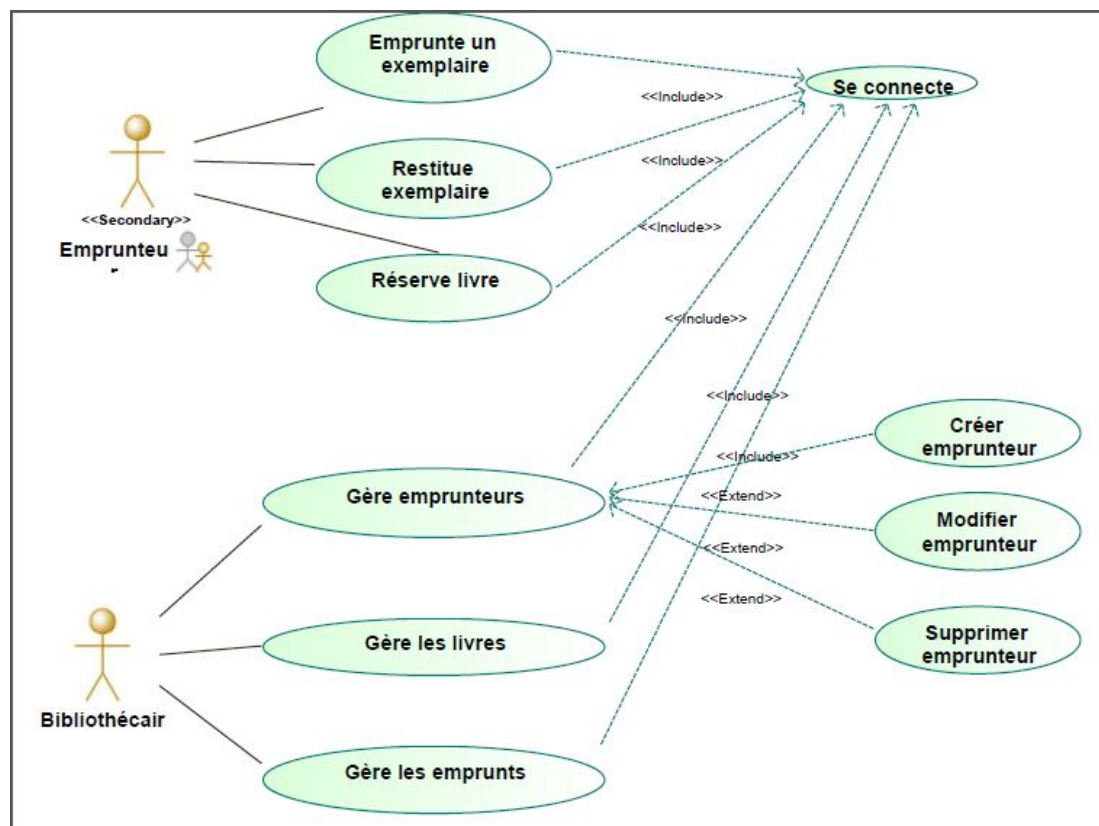 Emprunte un
exemplaire
Se connecte
<<Include>>
Restitue
exemplaire
<<Include>>
<<Secondary>>
Emprunteu
r
<<Include>>
Réserve livre
<<Include>>
<<Include>>
Créer
emprunteur
<<Include>>
Gère emprunteurs
<<Extend>>
Modifier
emprunteur
<<Extend>>
<<Extend>>
Gère les livres
Supprimer
emprunteur
Bibliothécair
Gère les emprunts